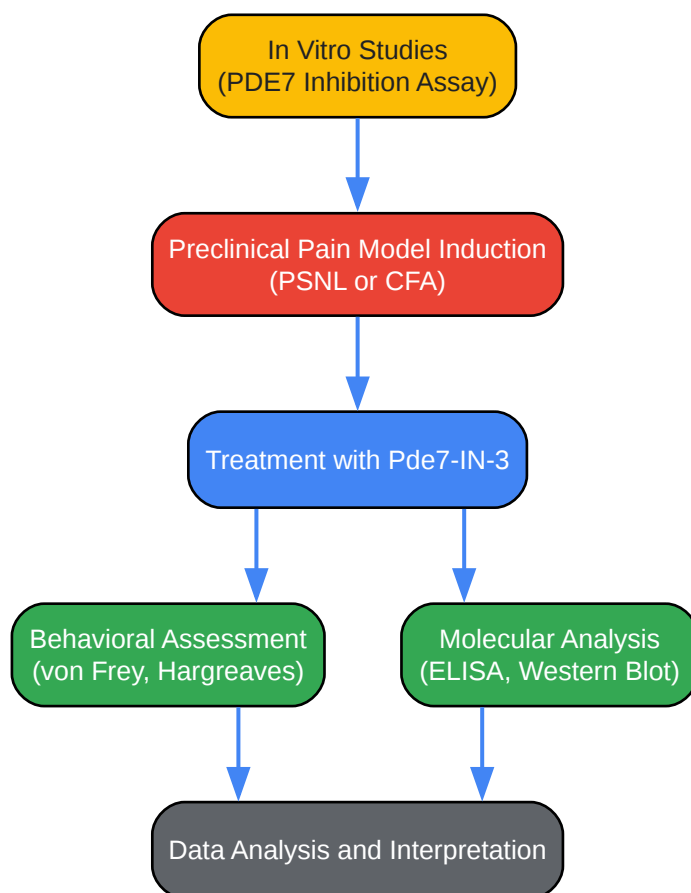 In Vitro Studies
(PDE7 Inhibition Assay)
Preclinical Pain Model Induction
(PSNL or CFA)
Treatment with Pde7-IN-3
Behavioral Assessment
(von Frey, Hargreaves)
Molecular Analysis
(ELISA, Western Blot)
Data Analysis and Interpretation